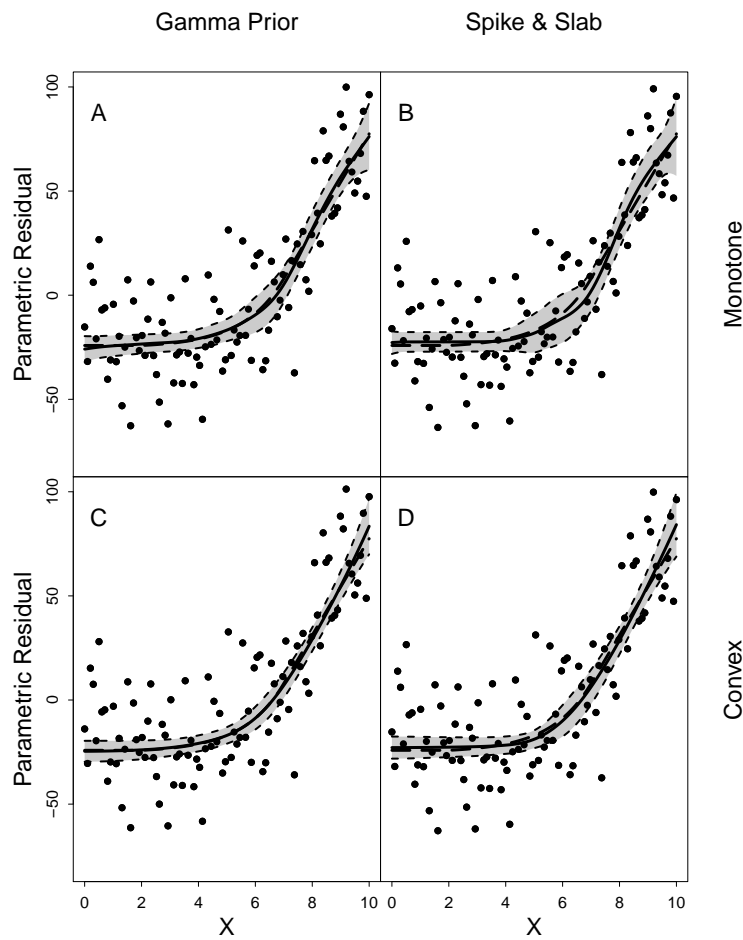 Gamma Prior Spike & Slab
A B
100
50
0
−50
Parametric Residual
Monotone
C D
100
50
0
−50
Parametric Residual
Convex
0 2 4 6 8 10 0 2 4 6 8 10
X X